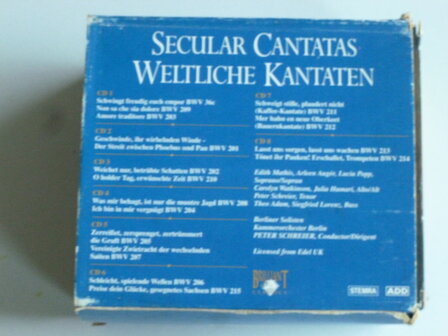 SECULAR CANTATAS
WELTLICHE KANTATEN
CD 1
Schwingt freudig euch empor BWV 36c
Non sa che sia dolore BWV 209
Amore traditore BWV 203
CD 2
Geschwinde, ihr wirbelnden Winde -
Der Streit zwischen Phoebus und Pan BWV 201
CD 3
Weichet nur, betrübte Schatten BWV 202
O holder Tag, erwünschte Zeit BWV 210
CD 4
Was mir behagt, ist nur die muntre Jagd BWV 208
Ich bin in mir vergnügt BWV 204
CD 5
Zerreißet, zersprenget, zertrümmert
die Gruft BWV 205
Vereinigte Zwietracht der wechselnden
Saiten BWV 207
CD 6
Schleicht, spielende Wellen BWV 206
Preise dein Glücke, gesegnetes Sachsen BWV 215
CD 7
Schweigt stille, plaudert nicht
(Kaffee-Kantate) BWV 211
Mer hahn en neue Oberkeet
(Bauernkantate) BWV 212
CD 8
Lasst uns sorgen, lasst uns wachen BWV 213
Tönet ihr Pauken! Erschallet, Trompeten BWV 214
Edith Mathis, Arleen Augér, Lucia Popp,
Soprano/Sopran
Carolyn Watkinson, Julia Hamari, Alto/Alt
Peter Schreier, Tenor
Theo Adam, Siegfried Lorenz, Bass
Berliner Solisten
Kammerorchester Berlin
PETER SCHREIER, Conductor/Dirigent
Licensed from Edel UK
BRILLIANT
STEMRA
ADD